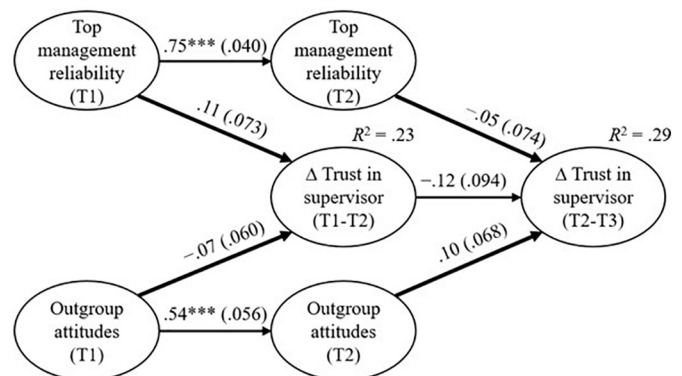 Top
management
reliability
(T1)
.75*** (.040)
Top
management
reliability
(T2)
.11 (.073)
−.05 (.074)
R² = .23
R² = .29
Δ Trust in
supervisor
(T1-T2)
−.12 (.094)
Δ Trust in
supervisor
(T2-T3)
−.07 (.060)
.10 (.068)
Outgroup
attitudes
(T1)
.54*** (.056)
Outgroup
attitudes
(T2)